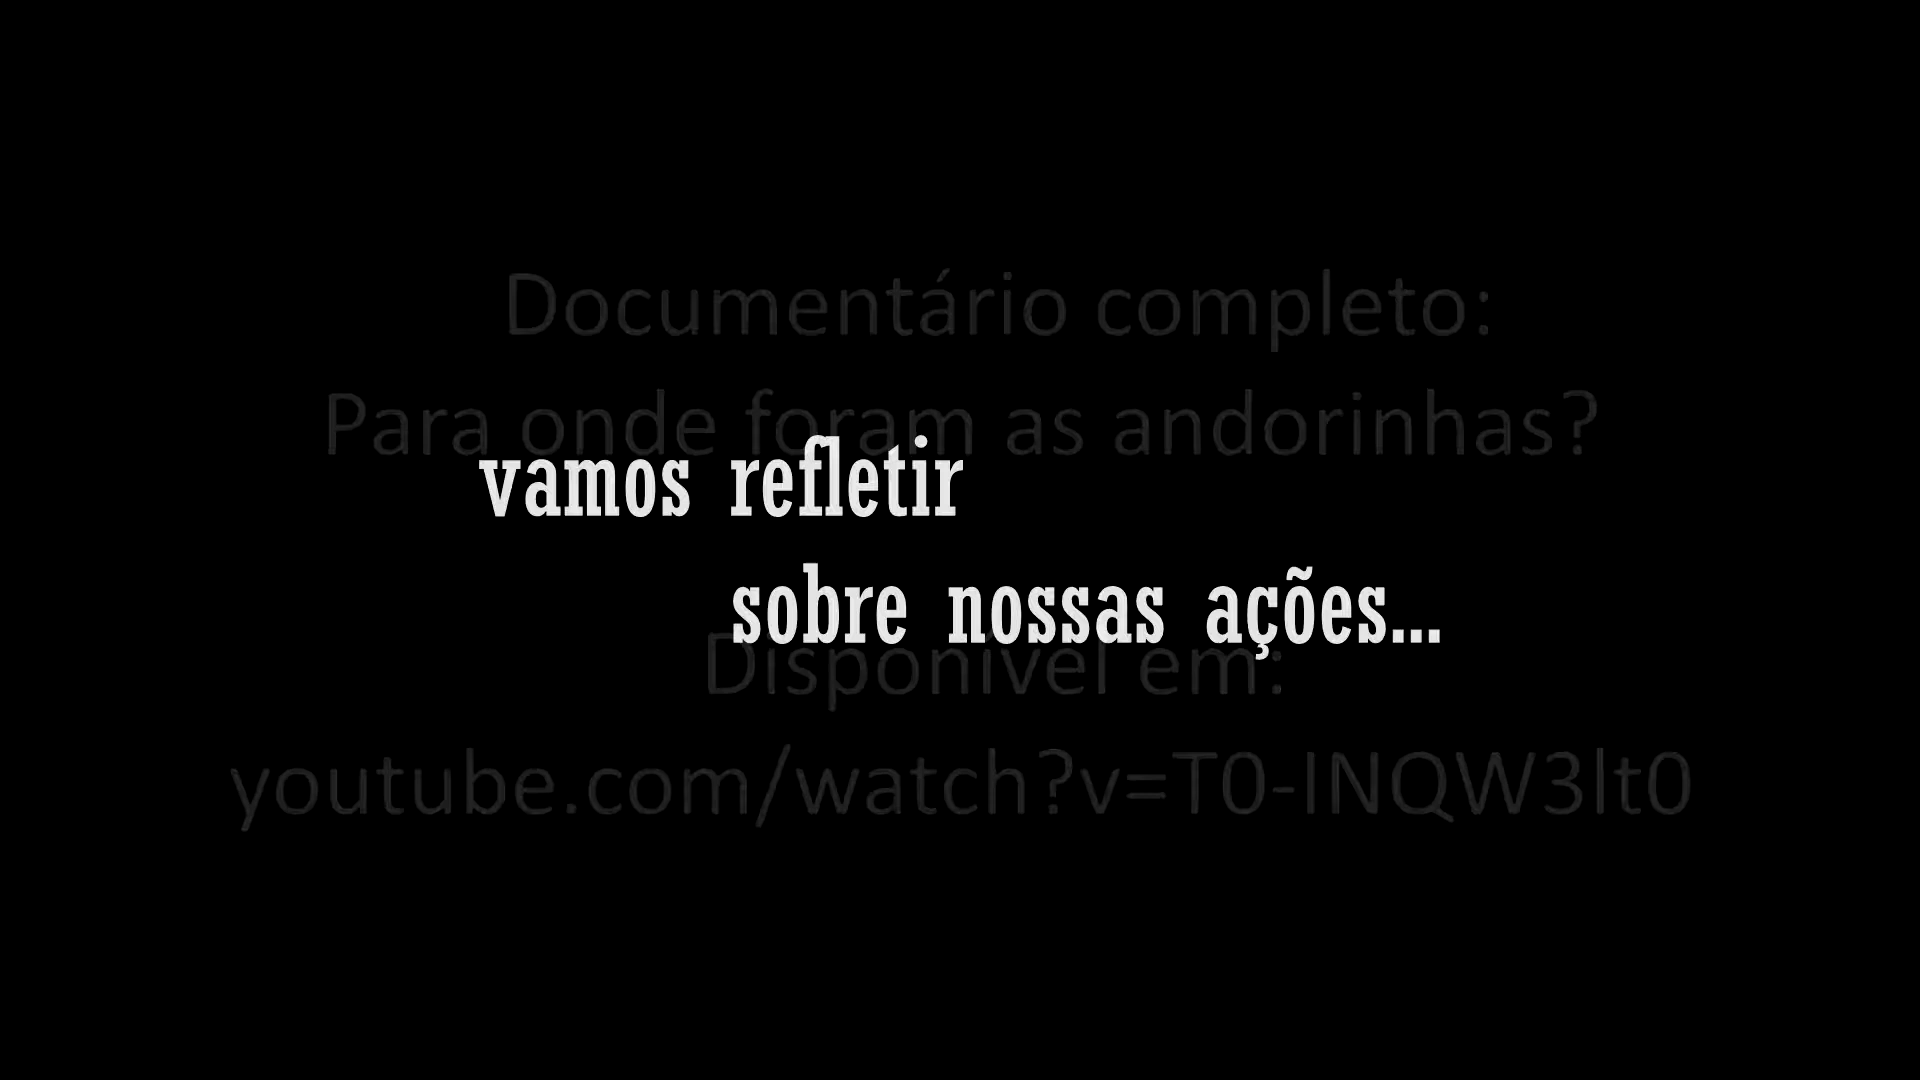 Documentário completo:
Para onde foram as andorinhas?
vamos refletir
sobre nossas ações...
Disponível em:
youtube.com/watch?v=T0-INQW3lt0